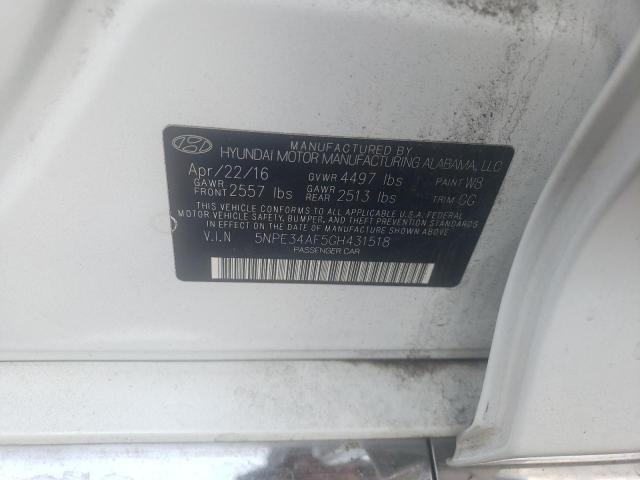 MANUFACTURED BY
HYUNDAI MOTOR MANUFACTURING ALABAMA, LLC
Apr/22/16 GVWR 4497 lbs PAINT W8
GAWR FRONT 2557 lbs GAWR REAR 2513 lbs TRIM GG
THIS VEHICLE CONFORMS TO ALL APPLICABLE U.S.A. FEDERAL
MOTOR VEHICLE SAFETY, BUMPER, AND THEFT PREVENTION STANDARDS
IN EFFECT ON THE DATE OF MANUFACTURE SHOWN ABOVE.
V.I.N 5NPE34AF5GH431518
PASSENGER CAR